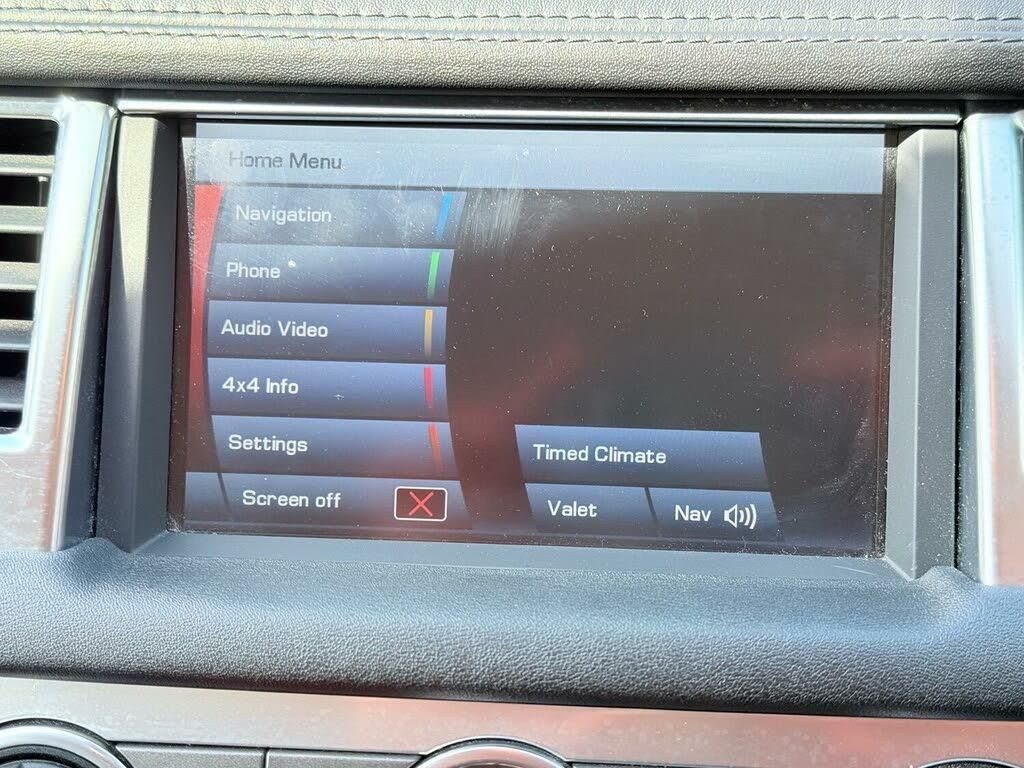 Home Menu
Navigation
Phone
Audio Video
4x4 Info
Settings
Timed Climate
Screen off
Valet
Nav